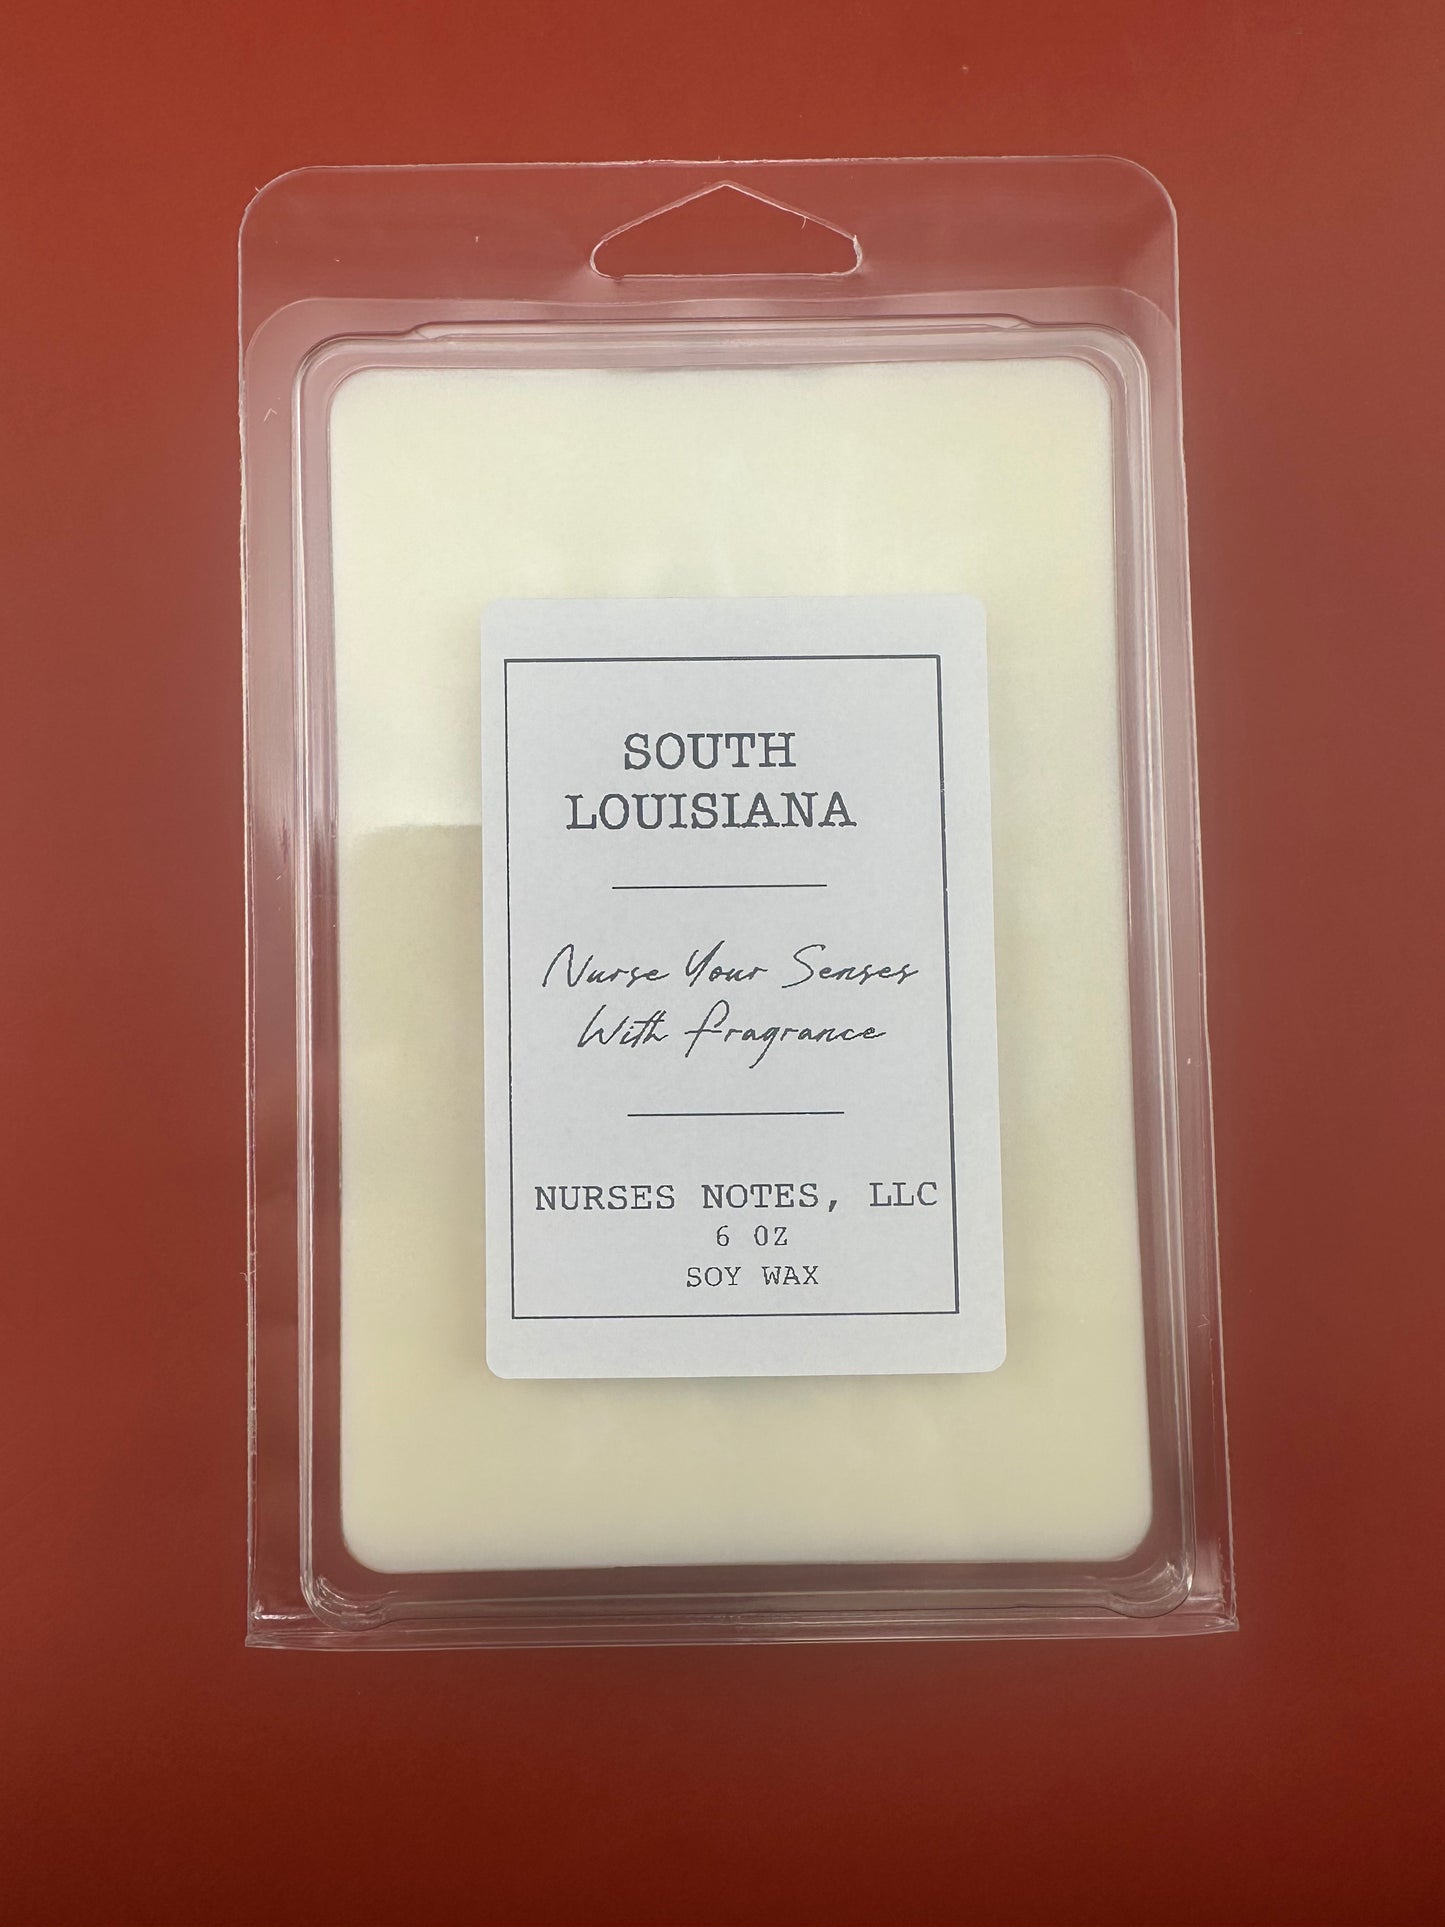 SOUTH
LOUISIANA
Nurse Your Senses
With Fragrance
NURSES NOTES, LLC
6 OZ
SOY WAX